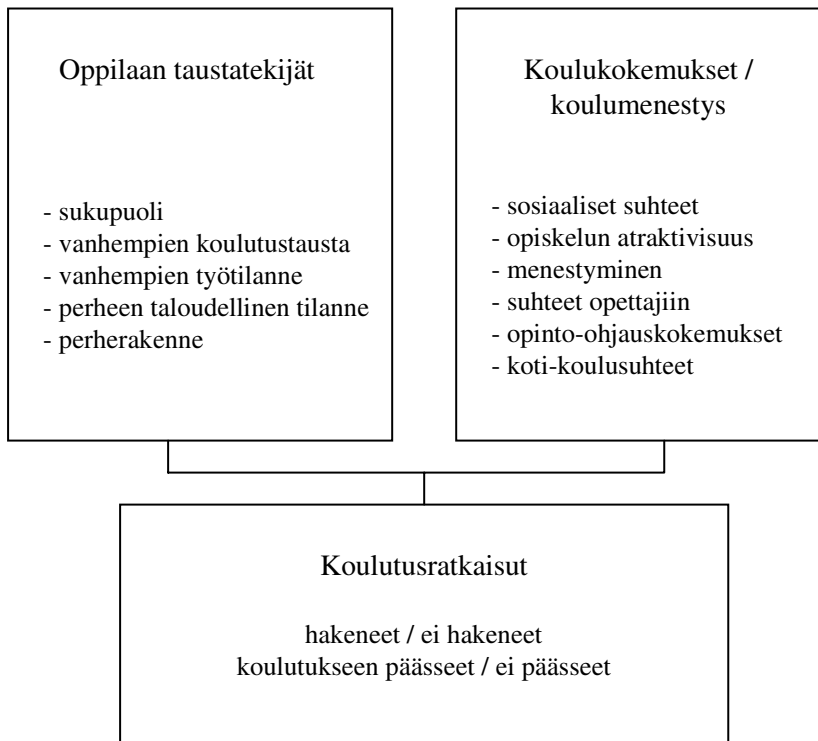 Oppilaan taustatekijät
- sukupuoli
- vanhempien koulutustausta
- vanhempien työtilanne
- perheen taloudellinen tilanne
- perherakenne
Koulukokemukset /
koulumenestys
- sosiaaliset suhteet
- opiskelun atraktivisuus
- menestyminen
- suhteet opettajiin
- opinto-ohjauskokemukset
- koti-koulusuhteet
Koulutusratkaisut
hakeneet / ei hakeneet
koulutukseen päässeet / ei päässeet